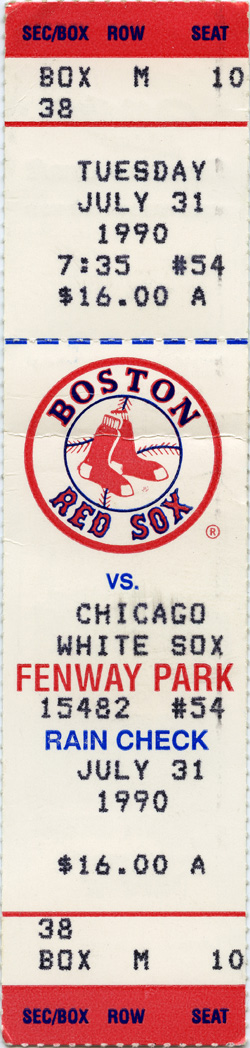 SEC/BOX ROW SEAT
BOX M 10
38
TUESDAY
JULY 31
1990
7:35 #54
$16.00 A
BOSTON
RED SOX
®
VS.
CHICAGO
WHITE SOX
FENWAY PARK
15482 #54
RAIN CHECK
JULY 31
1990
$16.00 A
38
BOX M 10
SEC/BOX ROW SEAT